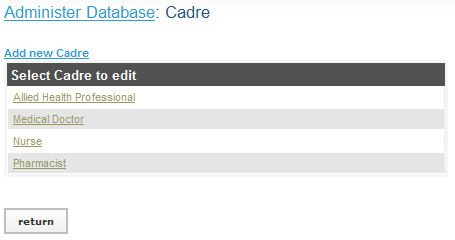 Administer Database: Cadre
Add new Cadre
Select Cadre to edit
Allied Health Professional
Medical Doctor
Nurse
Pharmacist
return